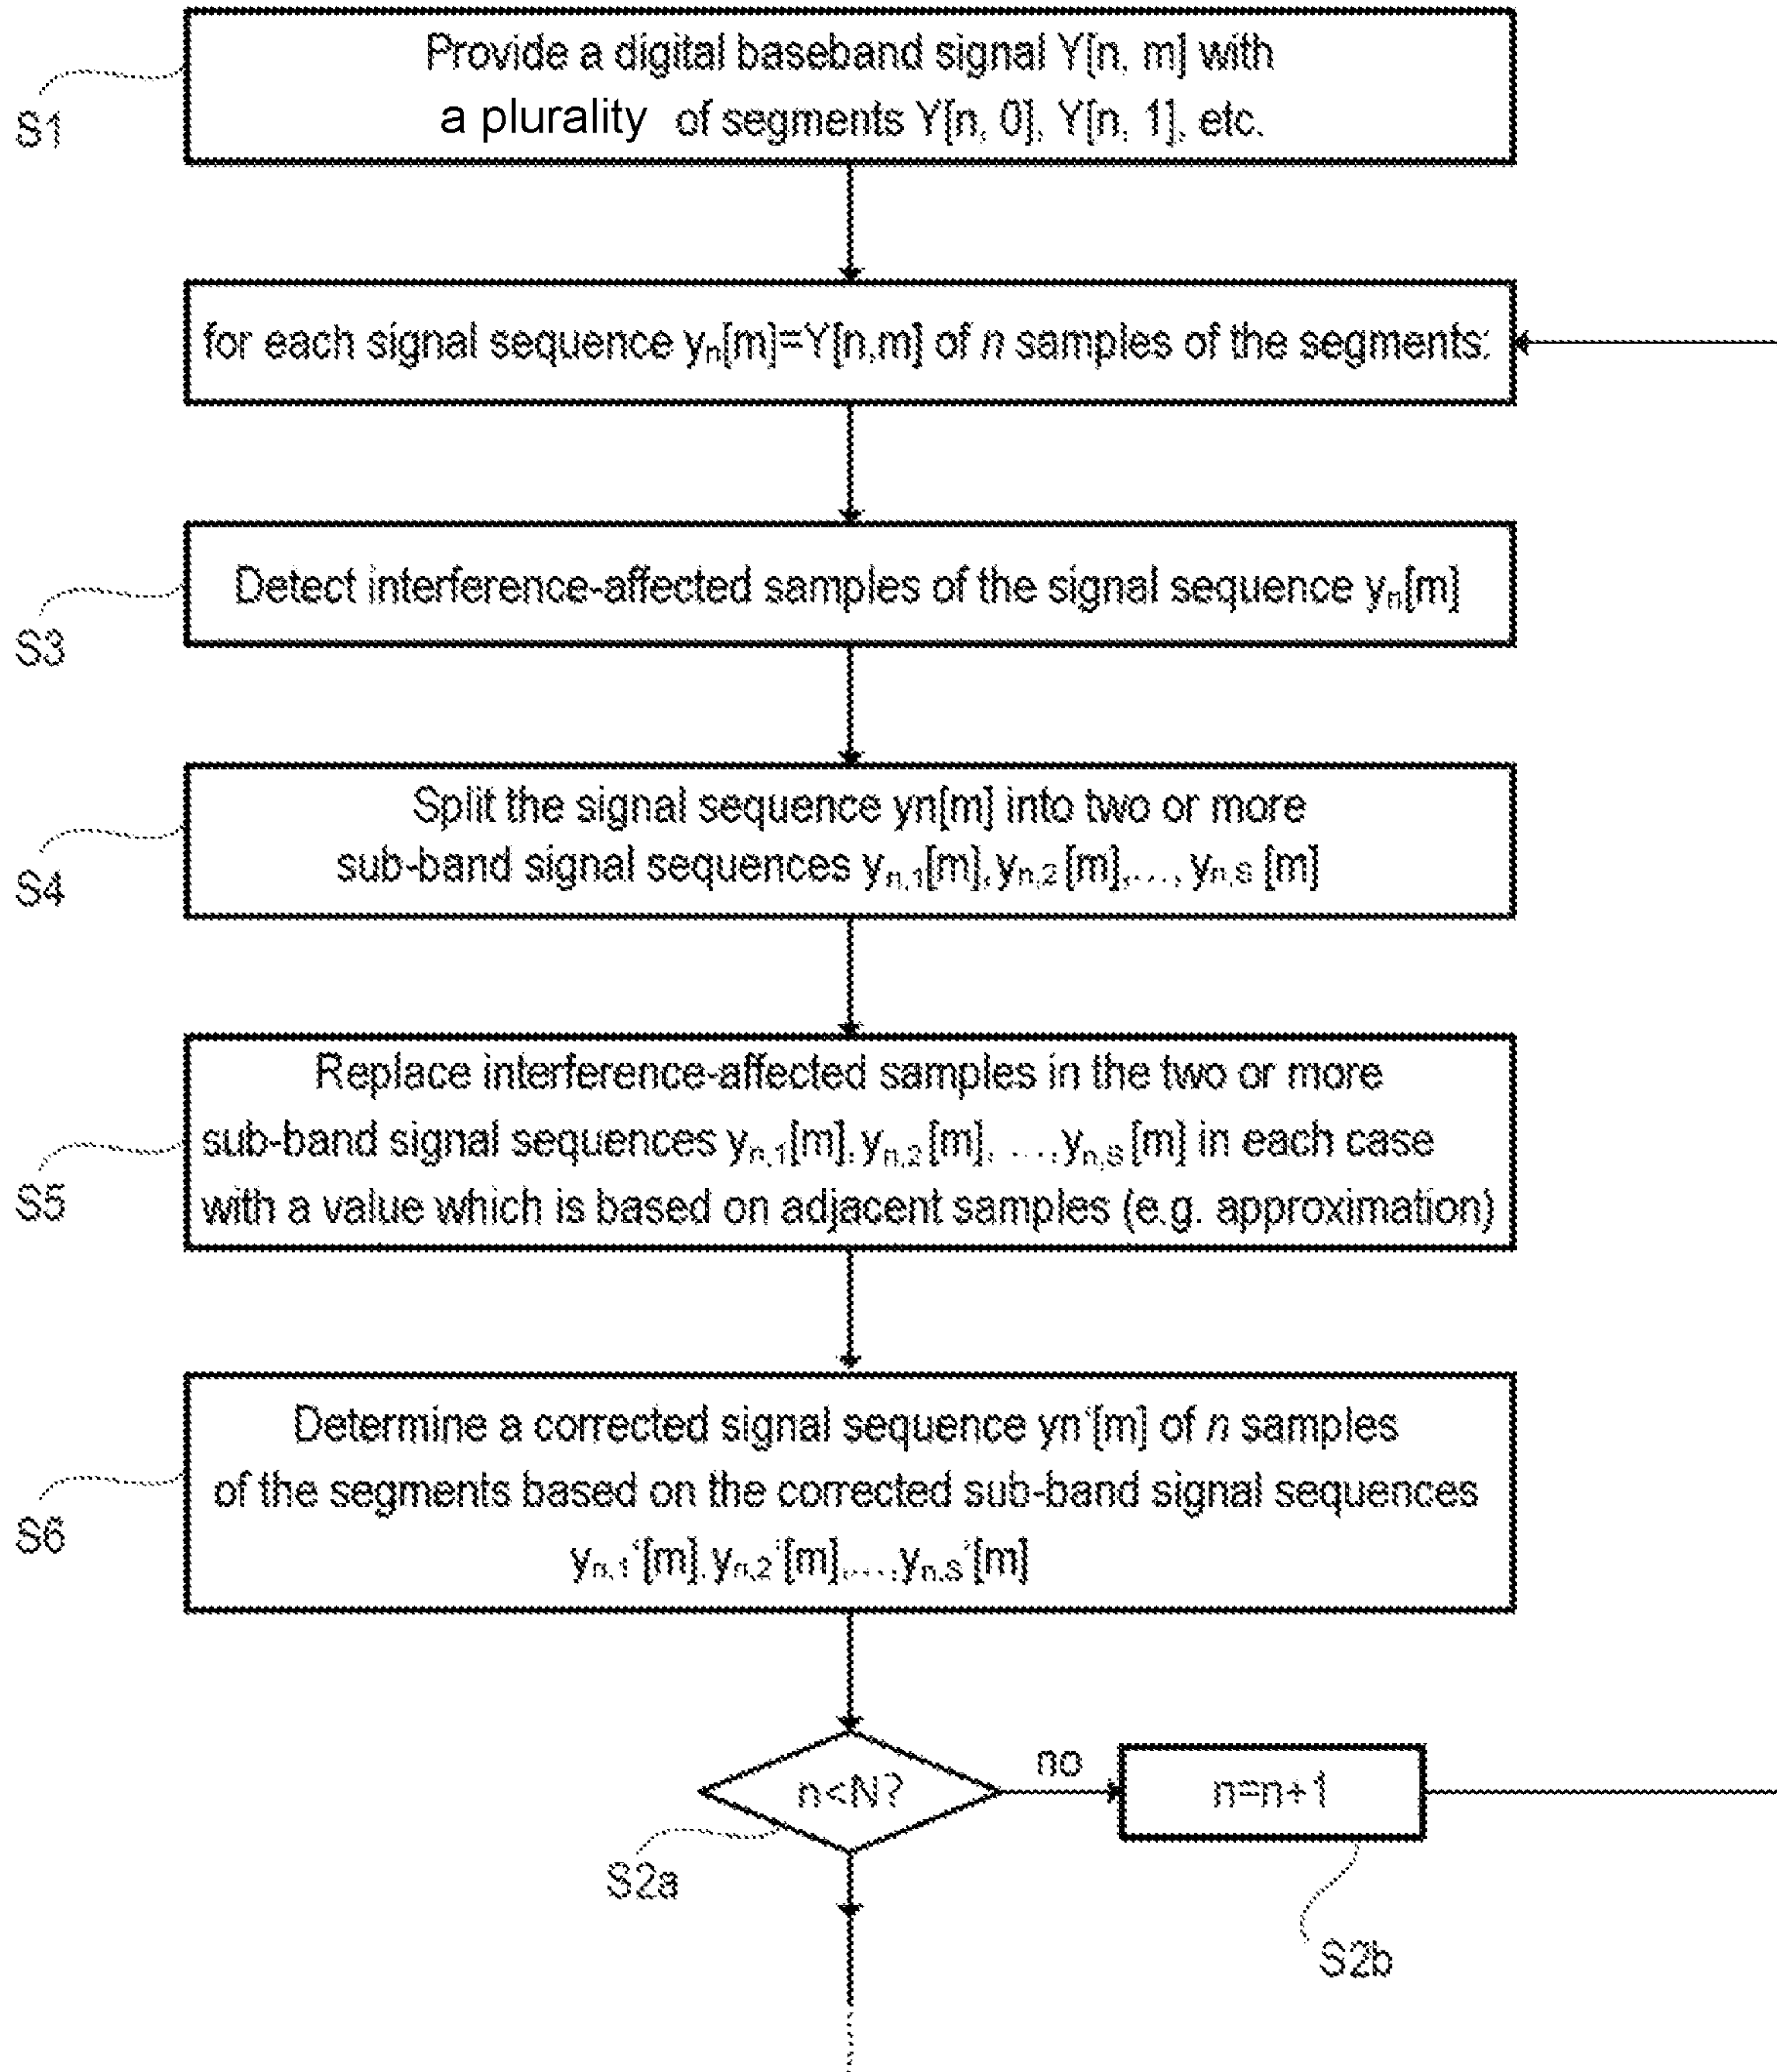 Provide a digital baseband signal Y[n, m] with
a plurality of segments Y[n, 0], Y[n, 1], etc.
S1
for each signal sequence yn[m]=Y[n,m] of n samples of the segments:
Detect interference-affected samples of the signal sequence yn[m]
S3
Split the signal sequence yn[m] into two or more
sub-band signal sequences yn,1[m], yn,2 [m],..., yn,S [m]
S4
Replace interference-affected samples in the two or more
sub-band signal sequences yn,1[m], yn,2 [m], ..., yn,S [m] in each case
with a value which is based on adjacent samples (e.g. approximation)
S5
Determine a corrected signal sequence yn‘[m] of n samples
of the segments based on the corrected sub-band signal sequences
yn,1‘[m], yn,2‘[m],..., yn,S’[m]
S6
n<N?
no
n=n+1
S2a
S2b